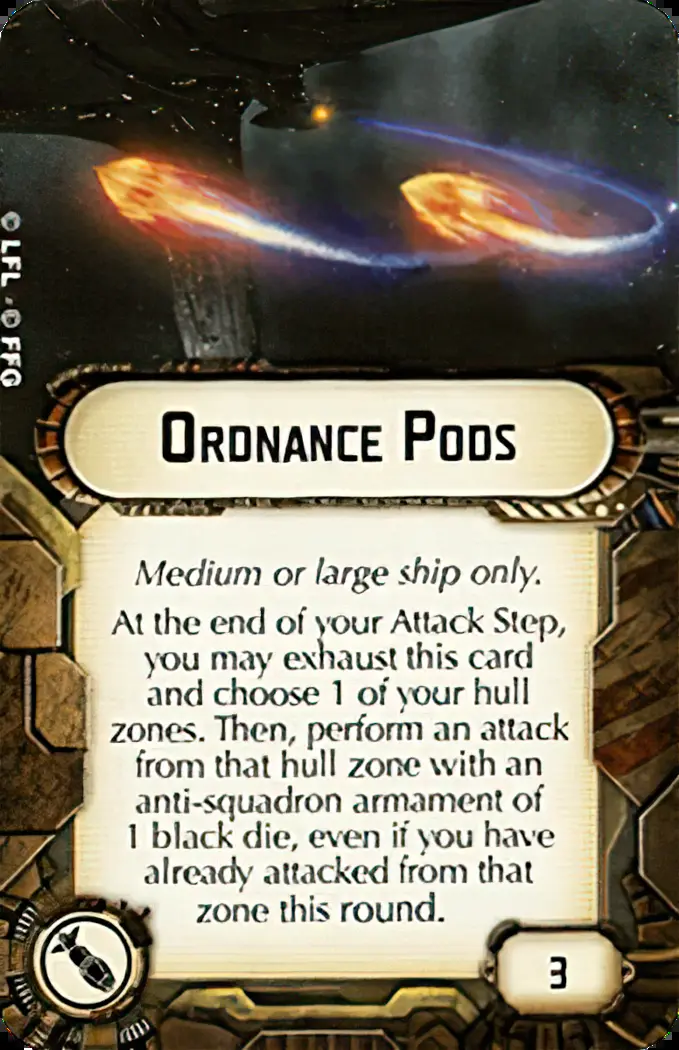 © LFL © FFG
Ordnance Pods
Medium or large ship only.
At the end of your Attack Step,
you may exhaust this card
and choose 1 of your hull
zones. Then, perform an attack
from that hull zone with an
anti-squadron armament of
1 black die, even if you have
already attacked from that
zone this round.
3